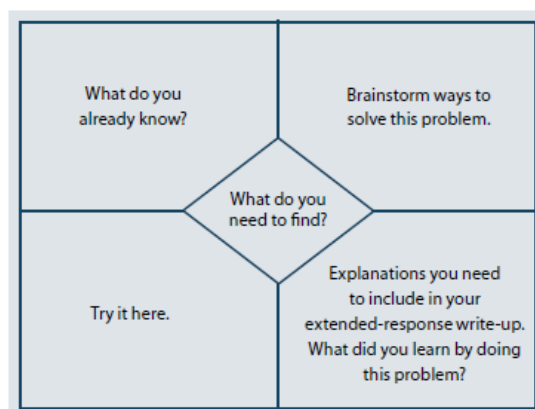 What do you
already know?
Brainstorm ways to
solve this problem.
What do you
need to find?
Try it here.
Explanations you need
to include in your
extended-response write-up.
What did you learn by doing
this problem?